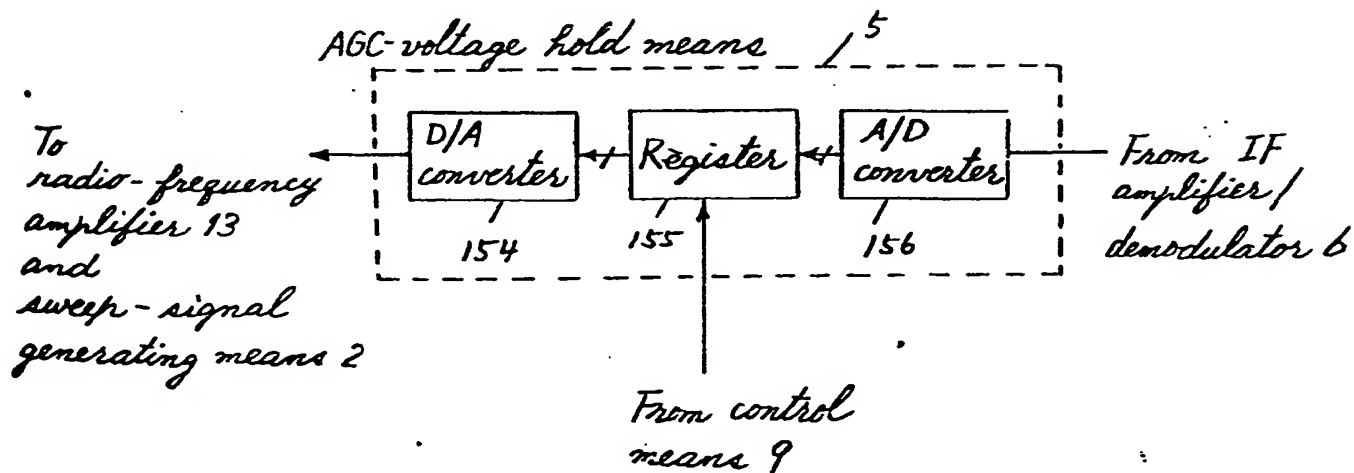 AGC-voltage hold means
5
To
radio-frequency
amplifier 13
and
sweep-signal
generating means 2
D/A
converter
154
Register
155
A/D
converter
156
From IF
amplifier/
demodulator 6
From control
means 9